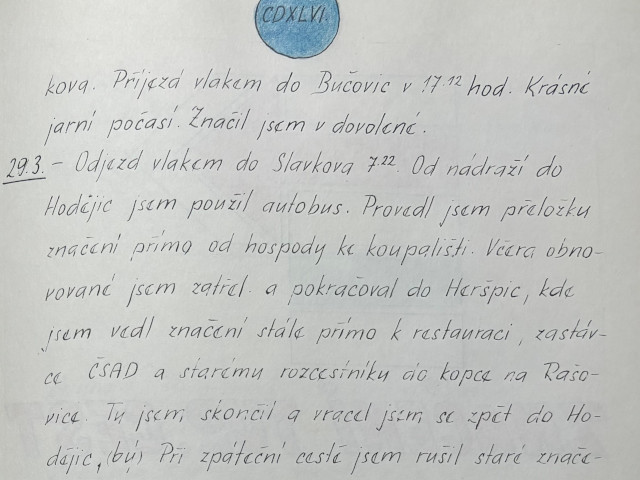 CDXLVI.
kova. Příjezd vlakem do Bučovic v 17.12 hod. Krásné
jarní počasí. Značil jsem v dovolené.
29.3. - Odjezd vlakem do Slavkova 7.22. Od nádraží do
Hodějic jsem použil autobus. Provedl jsem přeložku
značení přímo od hospody ke koupališti. Včera obno-
vované jsem zatřel a pokračoval do Heršpic, kde
jsem vedl značení stále přímo k restauraci, zastáv-
ce ČSAD a starému rozcestníku do kopce na Rašo-
vice. Tu jsem skončil a vracel jsem se zpět do Ho-
dějic, (bý) Při zpáteční cestě jsem rušil staré znače-